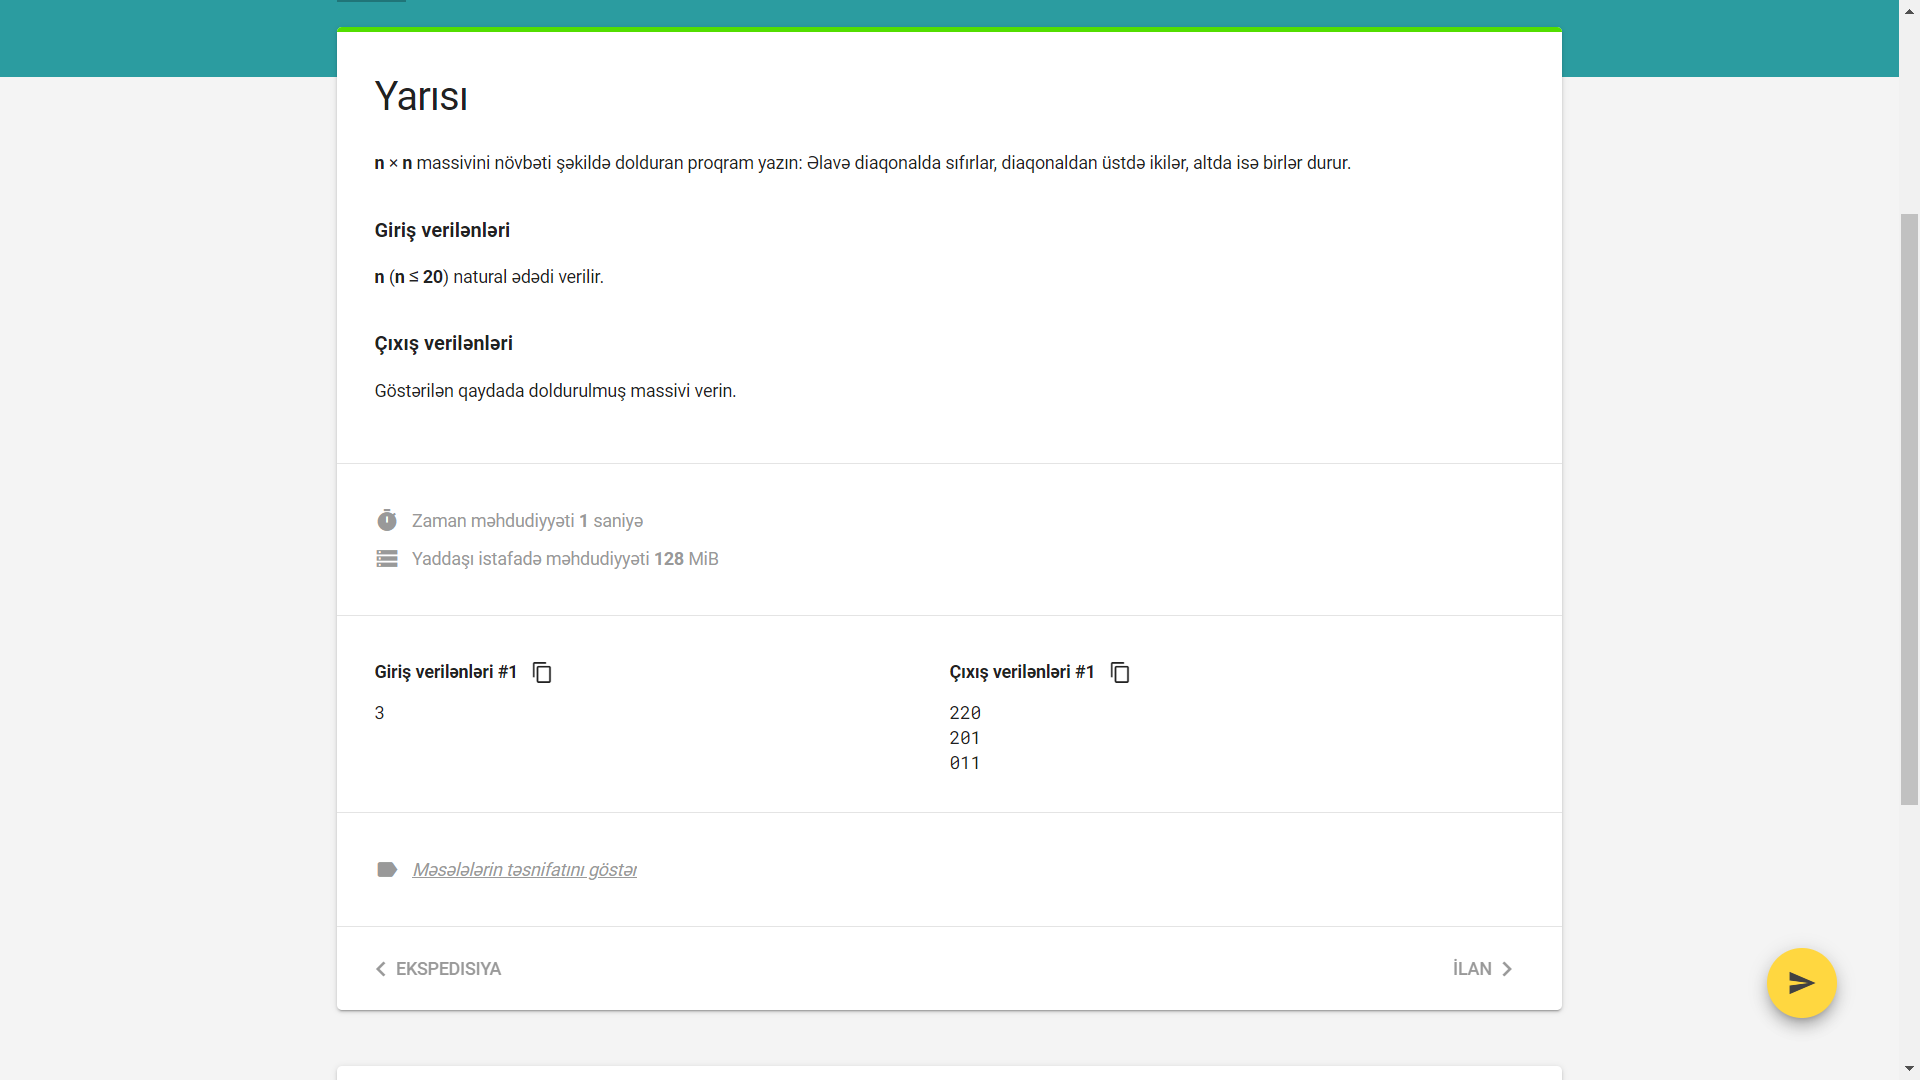 Yarısı
n × n massivini növbəti şəkildə dolduran proqram yazın: Əlavə diaqonalda sıfırlar, diaqonaldan üstdə ikilər, altda isə birlər durur.
Giriş verilənləri
n (n ≤ 20) natural ədədi verilir.
Çıxış verilənləri
Göstərilən qaydada doldurulmuş massivi verin.
Zaman məhdudiyyəti 1 saniyə
Yaddaşı istafadə məhdudiyyəti 128 MiB
Giriş verilənləri #1
3
Çıxış verilənləri #1
220
201
011
Məsələlərin təsnifatını göstər
EKSPEDISIYA
İLAN